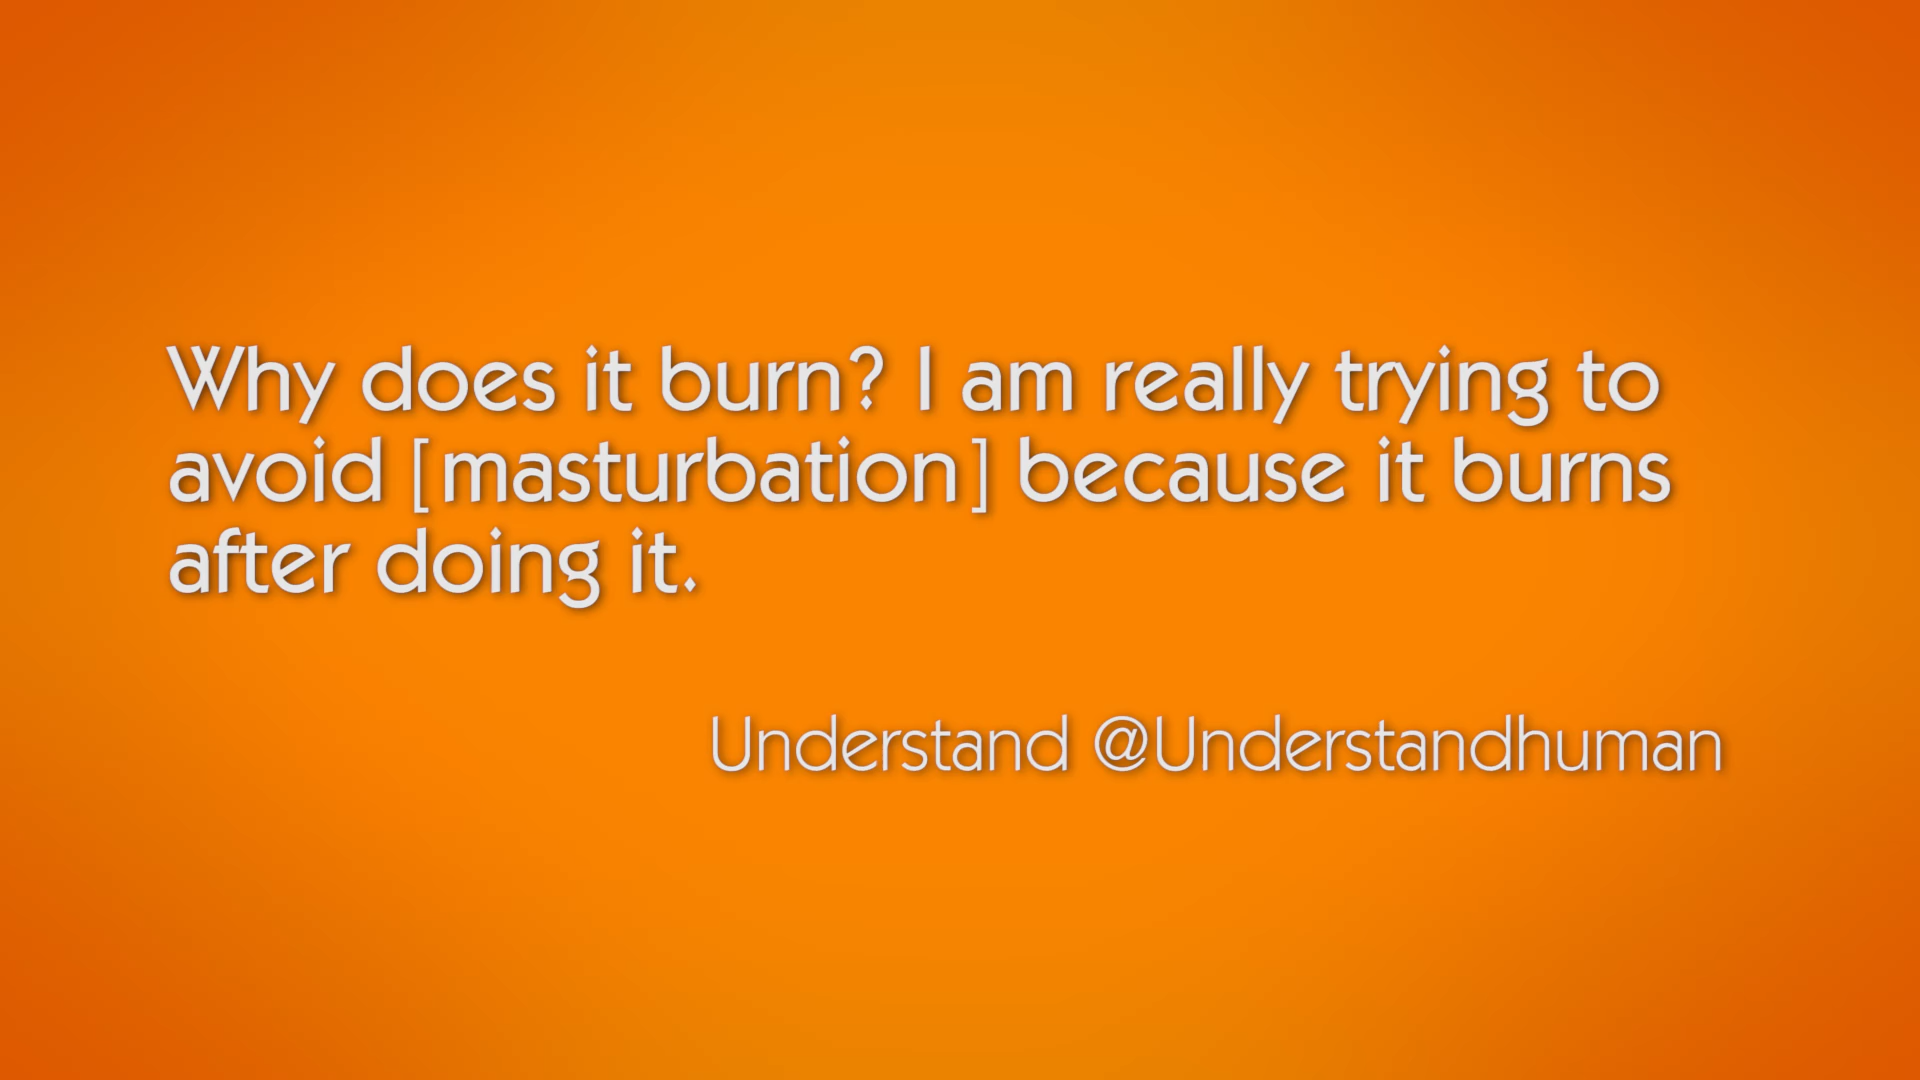 Why does it burn? I am really trying to
avoid [masturbation] because it burns
after doing it.
Understand @Understandhuman